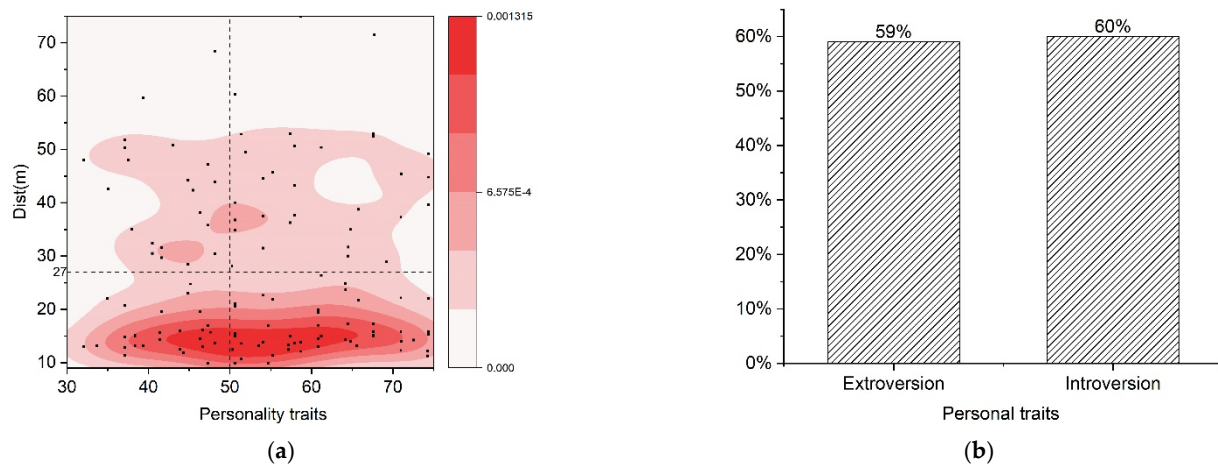 70
60
50
40
30
27
20
10
Dist(m)
30 40 50 60 70
Personality traits
0.001315
6.575E-4
0.000
(a)
60%
50%
40%
30%
20%
10%
0%
59%
60%
Extroversion Introversion
Personal traits
(b)